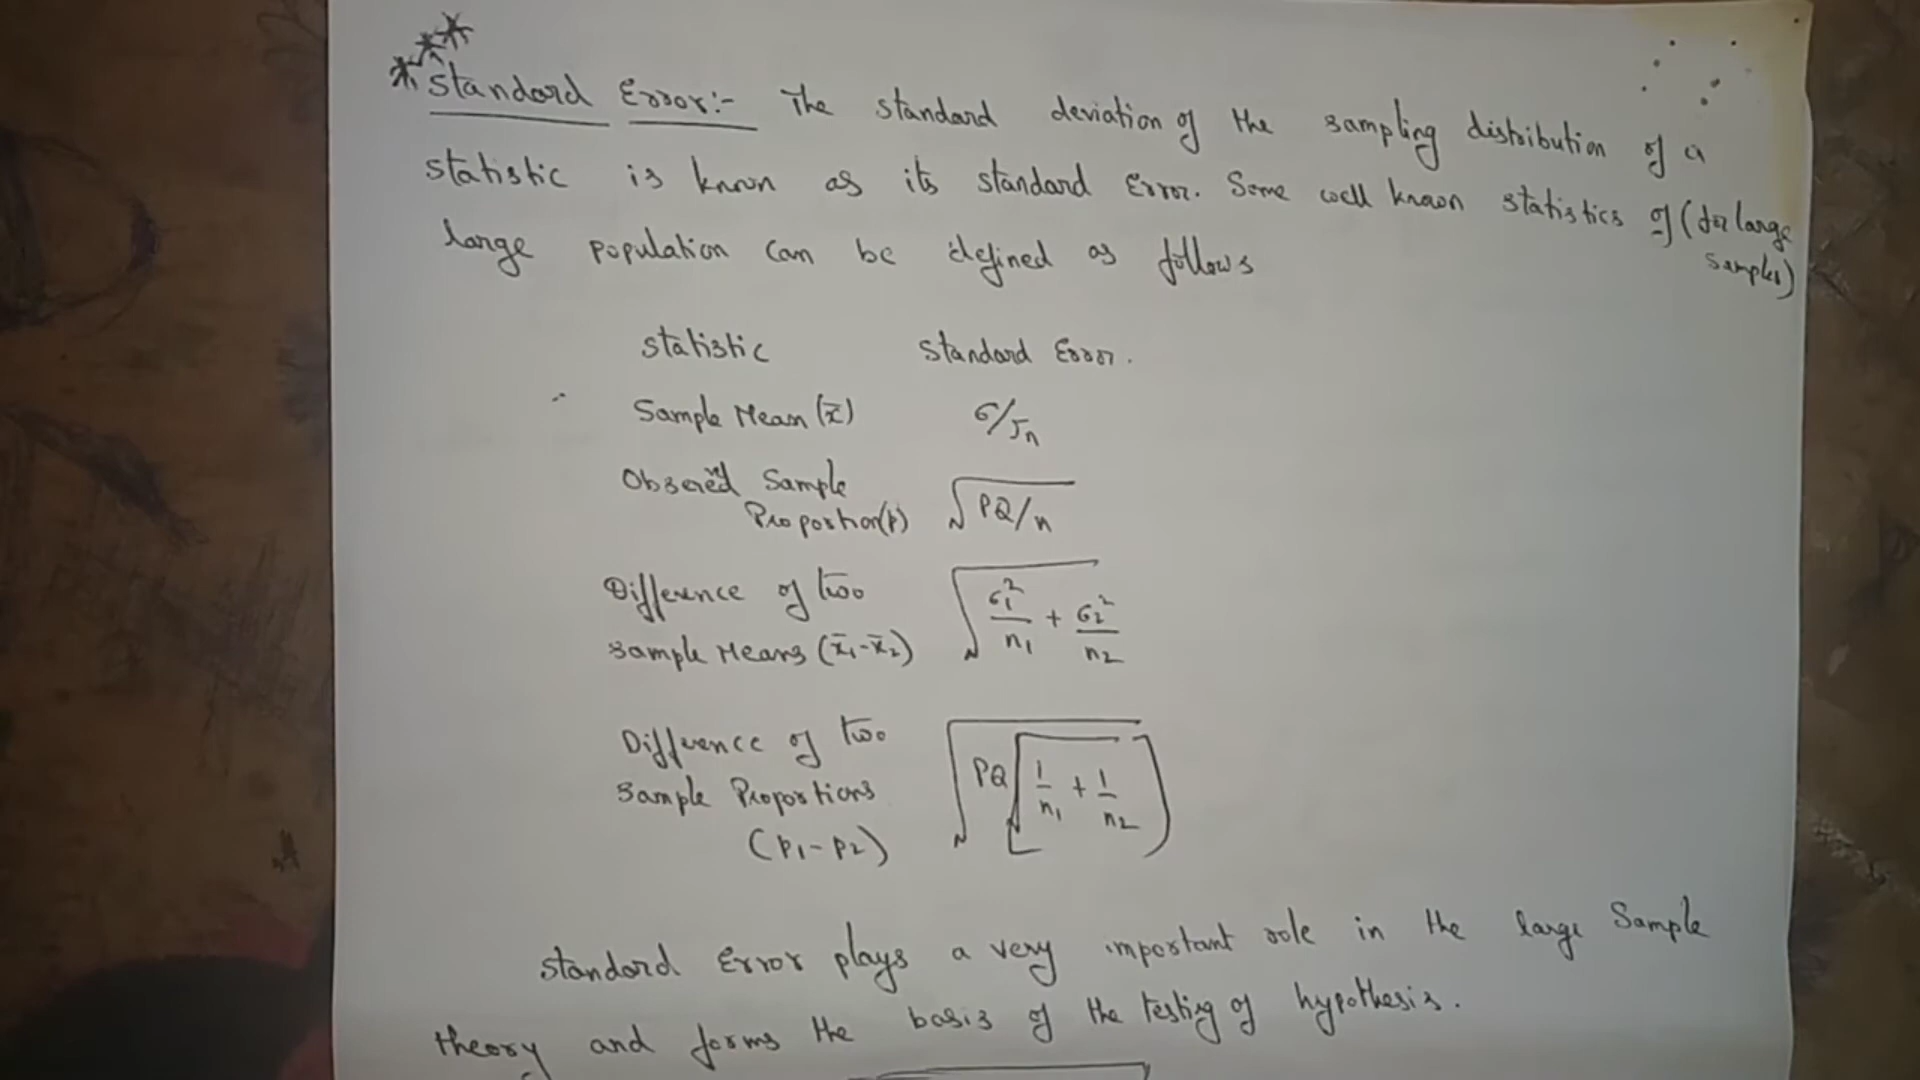 Standard Error:- The standard deviation of the sampling distribution of a
statistic is known as its standard Error. Some well known statistics of (for large
samples)
large population can be defined as follows
statistic standard Error.
Sample Mean (x̄) σ/√n
Observed Sample
Proportion(p) √PQ/n
Difference of two
sample Means (x̄₁-x̄₂) √(σ₁²/n₁ + σ₂²/n₂)
Difference of two
sample Proportions
(p₁-p₂) √PQ[1/n₁ + 1/n₂]
standard Error plays a very important role in the large Sample
theory and forms the basis of the testing of hypothesis.